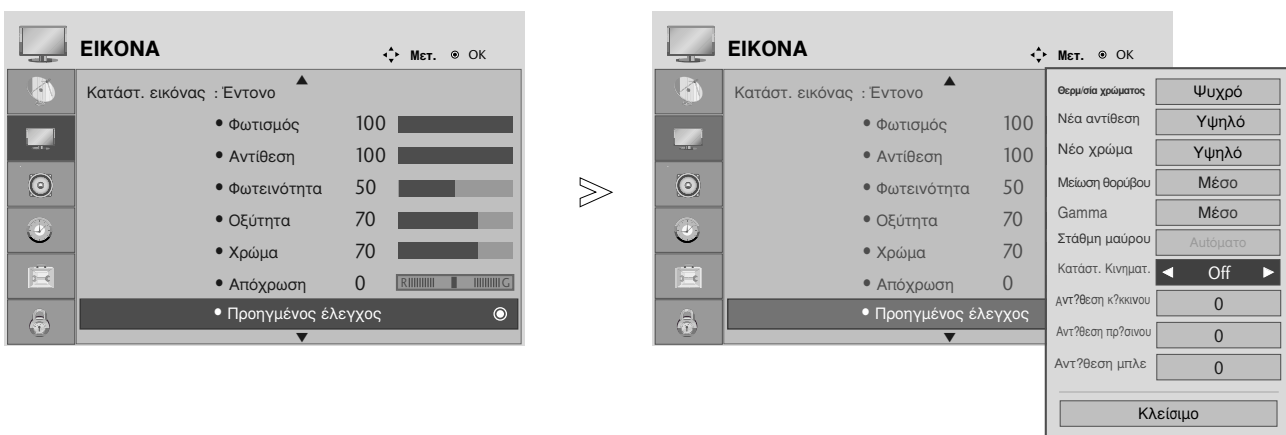 ΕΙΚΟΝΑ
Μετ. OK
Κατάστ. εικόνας : Έντονο
• Φωτισμός 100
• Αντίθεση 100
• Φωτεινότητα 50
• Οξύτητα 70
• Χρώμα 70
• Απόχρωση 0 R G
• Προηγμένος έλεγχος
ΕΙΚΟΝΑ
Μετ. OK
Κατάστ. εικόνας : Έντονο
• Φωτισμός 100
• Αντίθεση 100
• Φωτεινότητα 50
• Οξύτητα 70
• Χρώμα 70
• Απόχρωση 0
• Προηγμένος έλεγχος
Θερμ/σία χρώματος Ψυχρό
Νέα αντίθεση Υψηλό
Νέο χρώμα Υψηλό
Μείωση θορύβου Μέσο
Gamma Μέσο
Στάθμη μαύρου Αυτόματο
Κατάστ. Κινηματ. ◄ Off ►
Αντ?θεση κ?κκινου 0
Αντ?θεση πρ?σινου 0
Αντ?θεση μπλε 0
Κλείσιμο